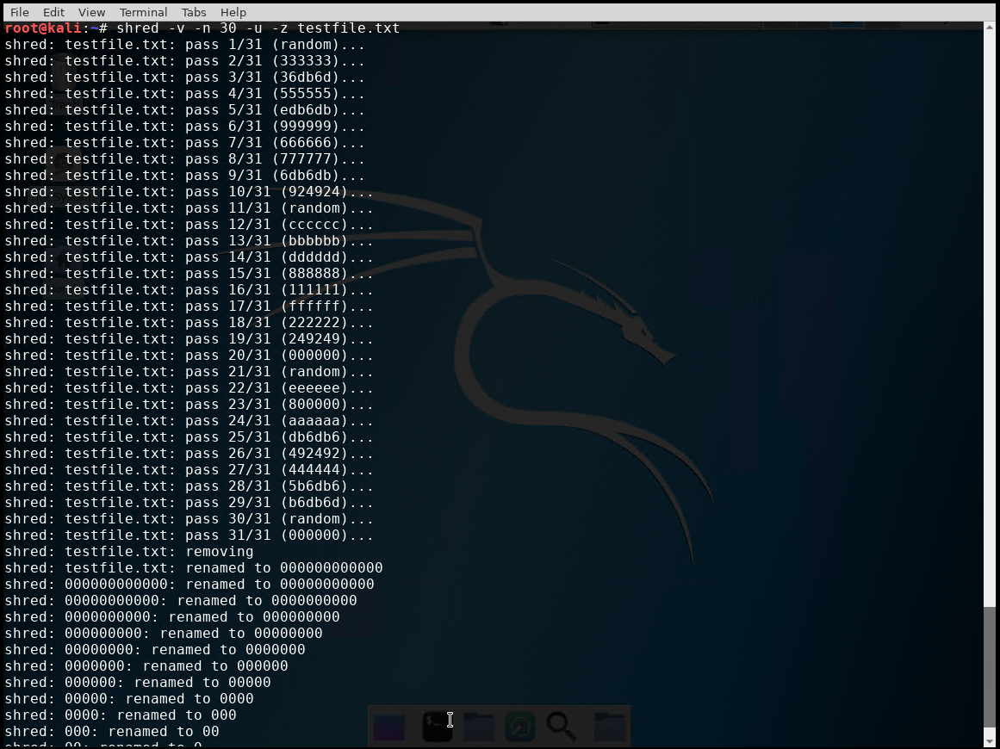 File Edit View Terminal Tabs Help
root@kali:~# shred -v -n 30 -u -z testfile.txt
shred: testfile.txt: pass 1/31 (random)...
shred: testfile.txt: pass 2/31 (333333)...
shred: testfile.txt: pass 3/31 (36db6d)...
shred: testfile.txt: pass 4/31 (555555)...
shred: testfile.txt: pass 5/31 (edb6db)...
shred: testfile.txt: pass 6/31 (999999)...
shred: testfile.txt: pass 7/31 (666666)...
shred: testfile.txt: pass 8/31 (777777)...
shred: testfile.txt: pass 9/31 (6db6db)...
shred: testfile.txt: pass 10/31 (924924)...
shred: testfile.txt: pass 11/31 (random)...
shred: testfile.txt: pass 12/31 (cccccc)...
shred: testfile.txt: pass 13/31 (bbbbbb)...
shred: testfile.txt: pass 14/31 (dddddd)...
shred: testfile.txt: pass 15/31 (888888)...
shred: testfile.txt: pass 16/31 (111111)...
shred: testfile.txt: pass 17/31 (ffffff)...
shred: testfile.txt: pass 18/31 (222222)...
shred: testfile.txt: pass 19/31 (249249)...
shred: testfile.txt: pass 20/31 (000000)...
shred: testfile.txt: pass 21/31 (random)...
shred: testfile.txt: pass 22/31 (eeeeee)...
shred: testfile.txt: pass 23/31 (800000)...
shred: testfile.txt: pass 24/31 (aaaaaa)...
shred: testfile.txt: pass 25/31 (db6db6)...
shred: testfile.txt: pass 26/31 (492492)...
shred: testfile.txt: pass 27/31 (444444)...
shred: testfile.txt: pass 28/31 (5b6db6)...
shred: testfile.txt: pass 29/31 (b6db6d)...
shred: testfile.txt: pass 30/31 (random)...
shred: testfile.txt: pass 31/31 (000000)...
shred: testfile.txt: removing
shred: testfile.txt: renamed to 000000000000
shred: 000000000000: renamed to 00000000000
shred: 00000000000: renamed to 0000000000
shred: 0000000000: renamed to 000000000
shred: 000000000: renamed to 00000000
shred: 00000000: renamed to 0000000
shred: 0000000: renamed to 000000
shred: 000000: renamed to 00000
shred: 00000: renamed to 0000
shred: 0000: renamed to 000
shred: 000: renamed to 00
shred: 00: renamed to 0